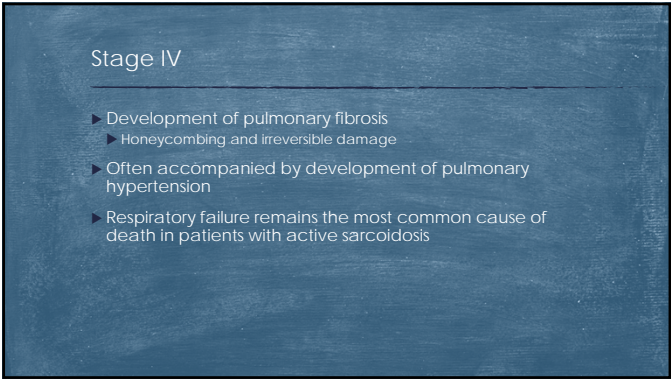 Stage IV
Development of pulmonary fibrosis
Honeycombing and irreversible damage
Often accompanied by development of pulmonary
hypertension
Respiratory failure remains the most common cause of
death in patients with active sarcoidosis